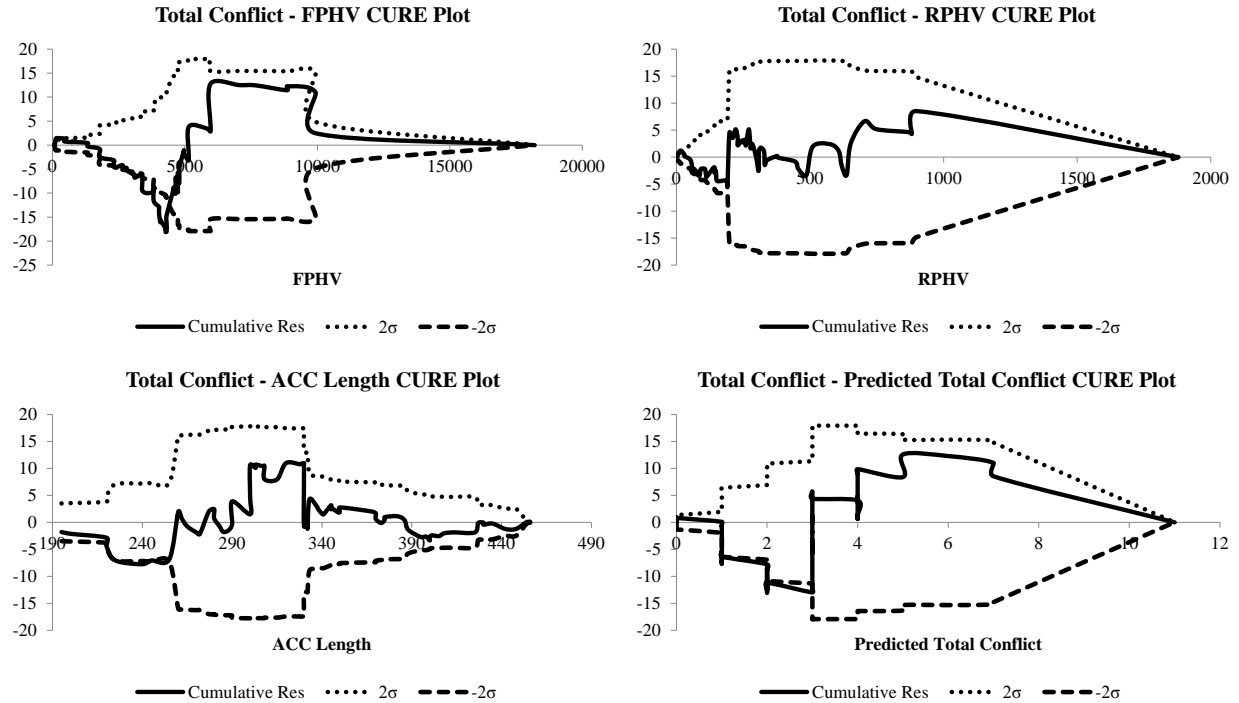 Total Conflict - FPHV CURE Plot
20
15
10
5
0
-5
-10
-15
-20
-25
0 5000 10000 15000 20000
FPHV
Cumulative Res 2σ -2σ
Total Conflict - RPHV CURE Plot
20
15
10
5
0
-5
-10
-15
-20
0 500 1000 1500 2000
RPHV
Cumulative Res 2σ -2σ
Total Conflict - ACC Length CURE Plot
20
15
10
5
0
-5
-10
-15
-20
190 240 290 340 390 440 490
ACC Length
Cumulative Res 2σ -2σ
Total Conflict - Predicted Total Conflict CURE Plot
20
15
10
5
0
-5
-10
-15
-20
0 2 4 6 8 10 12
Predicted Total Conflict
Cumulative Res 2σ -2σ